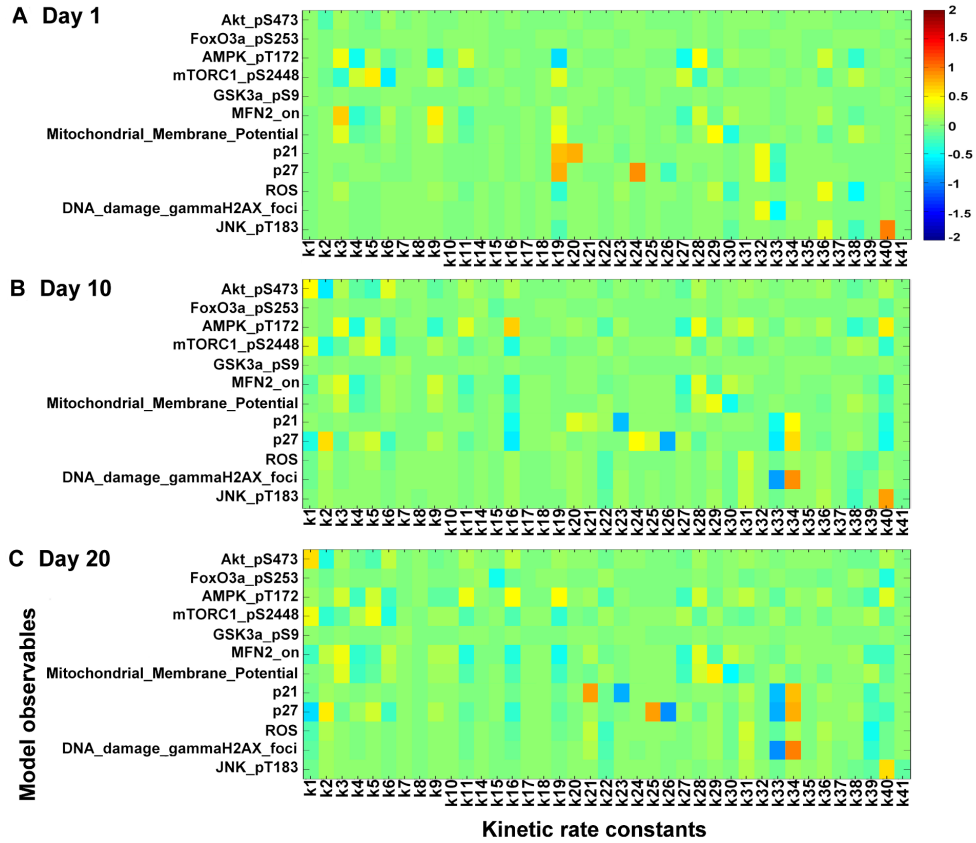 A Day 1
Akt_pS473
FoxO3a_pS253
AMPK_pT172
mTORC1_pS2448
GSK3a_pS9
MFN2_on
Mitochondrial_Membrane_Potential
p21
p27
ROS
DNA_damage_gammaH2AX_foci
JNK_pT183
k1 k2 k3 k4 k5 k6 k7 k8 k9 k10 k11 k14 k15 k16 k17 k18 k19 k20 k21 k22 k23 k24 k25 k26 k27 k28 k29 k30 k31 k32 k33 k34 k35 k36 k37 k38 k39 k40 k41
2
1.5
1
0.5
0
-0.5
-1
-1.5
-2
B Day 10
Akt_pS473
FoxO3a_pS253
AMPK_pT172
mTORC1_pS2448
GSK3a_pS9
MFN2_on
Mitochondrial_Membrane_Potential
p21
p27
ROS
DNA_damage_gammaH2AX_foci
JNK_pT183
k1 k2 k3 k4 k5 k6 k7 k8 k9 k10 k11 k14 k15 k16 k17 k18 k19 k20 k21 k22 k23 k24 k25 k26 k27 k28 k29 k30 k31 k32 k33 k34 k35 k36 k37 k38 k39 k40 k41
C Day 20
Akt_pS473
FoxO3a_pS253
AMPK_pT172
mTORC1_pS2448
GSK3a_pS9
MFN2_on
Mitochondrial_Membrane_Potential
p21
p27
ROS
DNA_damage_gammaH2AX_foci
JNK_pT183
k1 k2 k3 k4 k5 k6 k7 k8 k9 k10 k11 k14 k15 k16 k17 k18 k19 k20 k21 k22 k23 k24 k25 k26 k27 k28 k29 k30 k31 k32 k33 k34 k35 k36 k37 k38 k39 k40 k41
Model observables
Kinetic rate constants